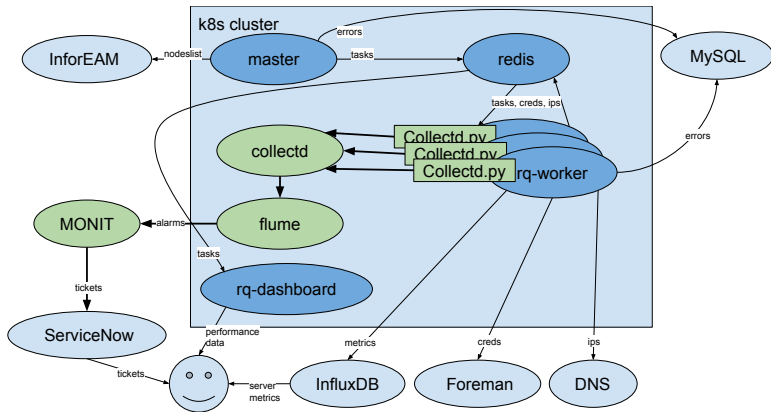 k8s cluster
errors
InforEAM
nodeslist
master
tasks
redis
MySQL
tasks, creds, ips
Collectd.py
errors
collectd
Collectd.py
Collectd.py
rq-worker
MONIT
alarms
flume
tasks
rq-dashboard
tickets
ServiceNow
performance
data
metrics
creds
ips
tickets
server
metrics
InfluxDB
Foreman
DNS